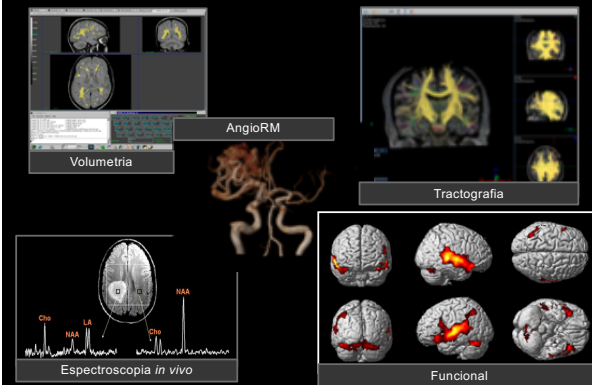 AngioRM
Volumetria
Tractografia
Cho
NAA
LA
Cho
NAA
Espectroscopia in vivo
Funcional